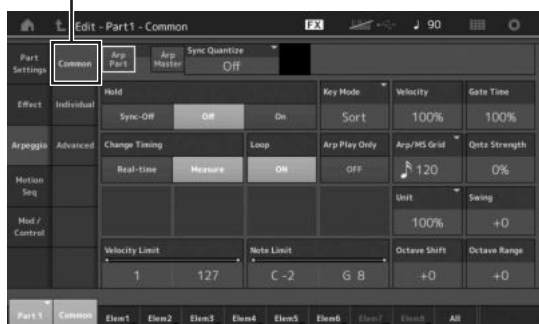 Edit - Part1 - Common
FX
90
Part Settings
Common
Arp Part
Arp Master
Sync Quantize
Off
Effect
Individual
Hold
Sync-Off
Off
On
Key Mode
Sort
Velocity
100%
Gate Time
100%
Arpeggio
Advanced
Change Timing
Real-time
Measure
Loop
ON
Arp Play Only
OFF
Arp/MS Grid
120
Qntz Strength
0%
Motion Seq
Unit
100%
Swing
+0
Mod / Control
Velocity Limit
1
127
Note Limit
C -2
G 8
Octave Shift
+0
Octave Range
+0
Part 1
Common
Elem1
Elem2
Elem3
Elem4
Elem5
Elem6
Elem7
Elem8
All